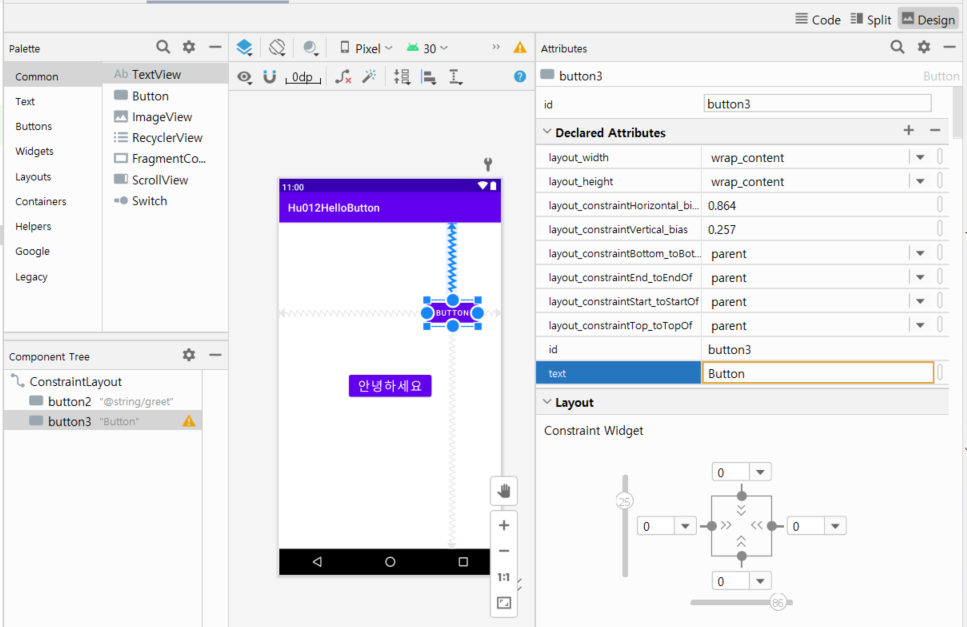 Code
Split
Design
Palette
Common
Text
Buttons
Widgets
Layouts
Containers
Helpers
Google
Legacy
Ab TextView
Button
ImageView
RecyclerView
FragmentCo...
ScrollView
Switch
Component Tree
ConstraintLayout
button2 "@string/greet"
button3 "Button"
Pixel
30
»
0dp
?
11:00
Hu012HelloButton
BUTTON
안녕하세요
+
−
1:1
Attributes
button3
Button
id button3
Declared Attributes
layout_width wrap_content
layout_height wrap_content
layout_constraintHorizontal_bi... 0.864
layout_constraintVertical_bias 0.257
layout_constraintBottom_toBot... parent
layout_constraintEnd_toEndOf parent
layout_constraintStart_toStartOf parent
layout_constraintTop_toTopOf parent
id button3
text Button
Layout
Constraint Widget
0
25
0
0
0
86